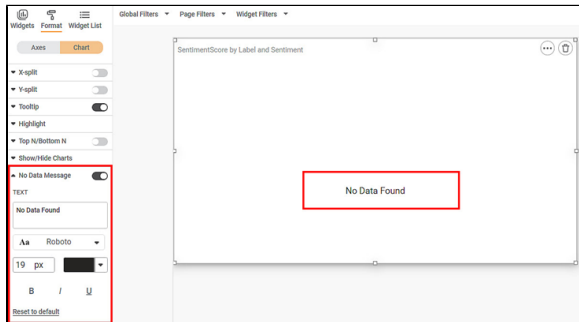 Widgets Format Widget List
Global Filters Page Filters Widget Filters
Axes Chart
X-split
Y-split
Tooltip
Highlight
Top N/Bottom N
Show/Hide Charts
No Data Message
TEXT
No Data Found
Aa Roboto
19 px
B I U
Reset to default
SentimentScore by Label and Sentiment
No Data Found